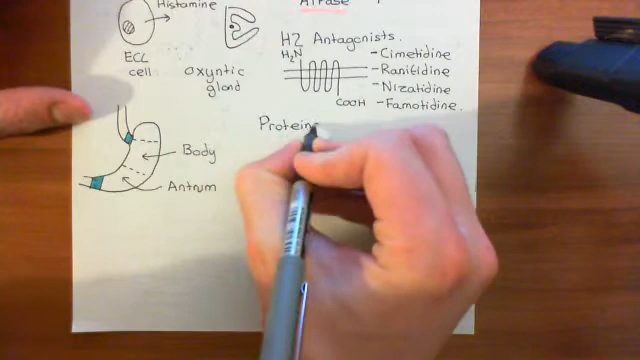 Histamine
ATPase
ECL
cell
oxyntic
gland
H2 Antagonists.
H2N
COOH
- Cimetidine
- Ranitidine
- Nizatidine
- Famotidine.
Body
Antrum
Protein